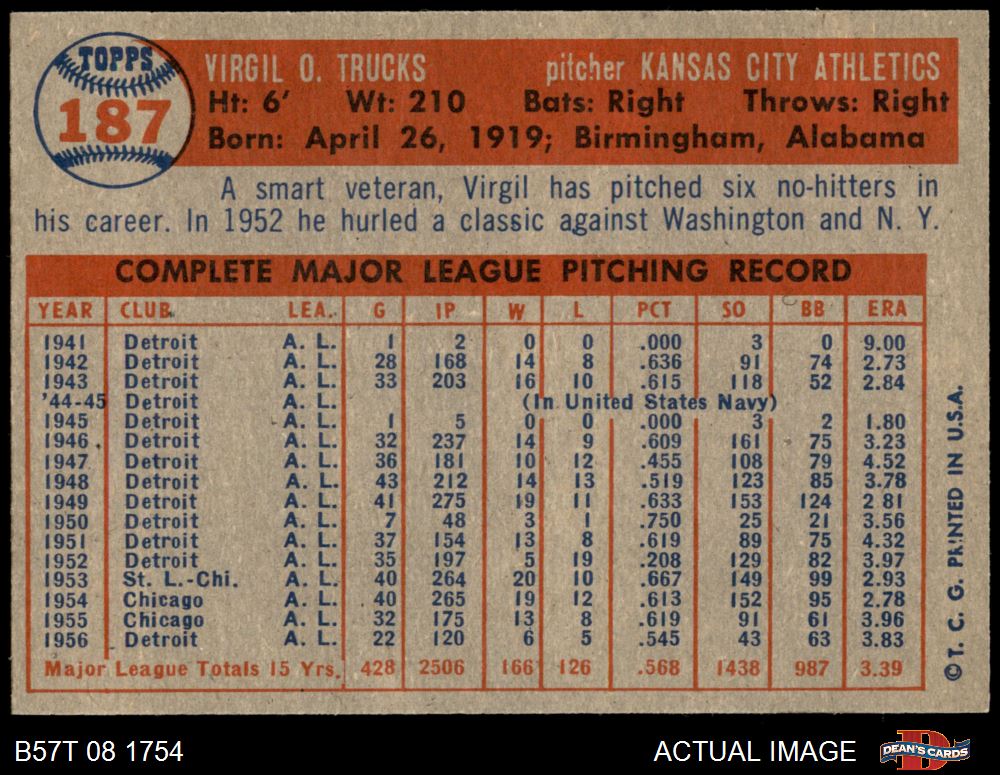 TOPPS
187
VIRGIL O. TRUCKS pitcher KANSAS CITY ATHLETICS
Ht: 6' Wt: 210 Bats: Right Throws: Right
Born: April 26, 1919; Birmingham, Alabama
A smart veteran, Virgil has pitched six no-hitters in
his career. In 1952 he hurled a classic against Washington and N. Y.
COMPLETE MAJOR LEAGUE PITCHING RECORD
YEAR CLUB LEA. G IP W L PCT SO BB ERA
1941 Detroit A. L. 1 2 0 0 .000 3 0 9.00
1942 Detroit A. L. 28 168 14 8 .636 91 74 2.73
1943 Detroit A. L. 33 203 16 10 .615 118 52 2.84
'44-45 Detroit A. L. (In United States Navy)
1945 Detroit A. L. 1 5 0 0 .000 3 2 1.80
1946 Detroit A. L. 32 237 14 9 .609 161 75 3.23
1947 Detroit A. L. 36 181 10 12 .455 108 79 4.52
1948 Detroit A. L. 43 212 14 13 .519 123 85 3.78
1949 Detroit A. L. 41 275 19 11 .633 153 124 2.81
1950 Detroit A. L. 7 48 3 1 .750 25 21 3.56
1951 Detroit A. L. 37 154 13 8 .619 89 75 4.32
1952 Detroit A. L. 35 197 5 19 .208 129 82 3.97
1953 St. L.-Chi. A. L. 40 264 20 10 .667 149 99 2.93
1954 Chicago A. L. 40 265 19 12 .613 152 95 2.78
1955 Chicago A. L. 32 175 13 8 .619 91 61 3.96
1956 Detroit A. L. 22 120 6 5 .545 43 63 3.83
Major League Totals 15 Yrs. 428 2506 166 126 .568 1438 987 3.39
©T. C. G. PRINTED IN U.S.A.
B57T 08 1754 ACTUAL IMAGE
DEAN'S CARDS